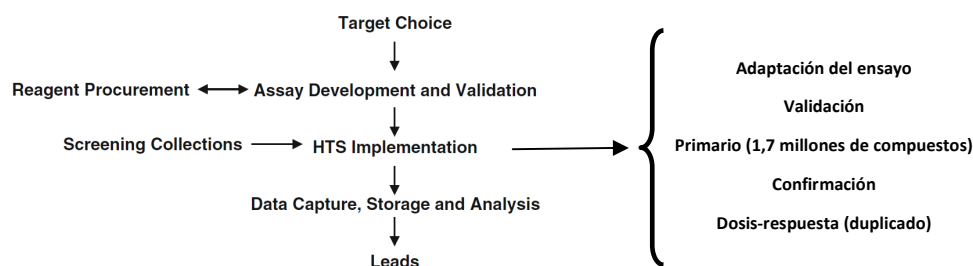 Target Choice
Reagent Procurement
Assay Development and Validation
Screening Collections
HTS Implementation
Data Capture, Storage and Analysis
Leads
Adaptación del ensayo
Validación
Primario (1,7 millones de compuestos)
Confirmación
Dosis-respuesta (duplicado)